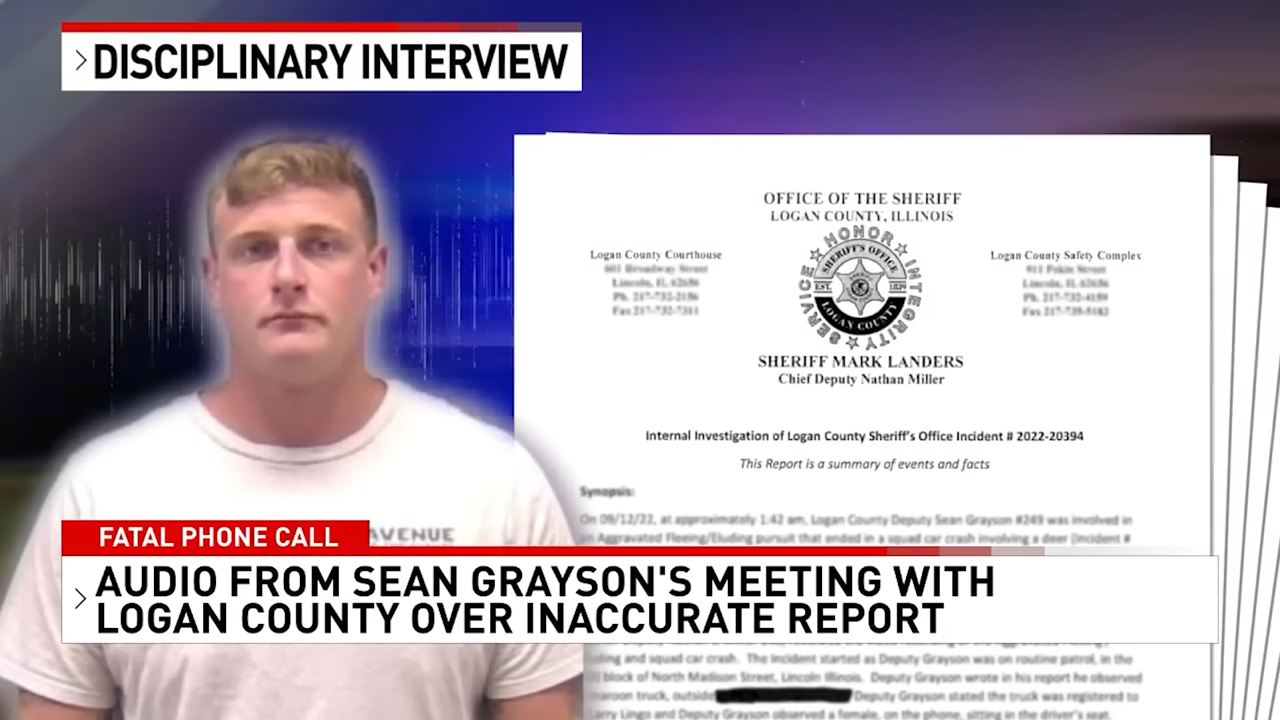 DISCIPLINARY INTERVIEW
OFFICE OF THE SHERIFF
LOGAN COUNTY, ILLINOIS
Logan County Courthouse
Logan County Safety Complex
HONOR
INTEGRITY
SERVICE
SHERIFF'S OFFICE
EST.
1839
LOGAN COUNTY
SHERIFF MARK LANDERS
Chief Deputy Nathan Miller
Internal Investigation of Logan County Sheriff's Office Incident # 2022-20394
This Report is a summary of events and facts
Synopsis:
On 09/12/22, at approximately 1:42 am, Logan County Deputy Sean Grayson #249 was involved in
an Aggravated Fleeing/Eluding pursuit that ended in a squad car crash involving a deer (Incident #
AVENUE
FATAL PHONE CALL
AUDIO FROM SEAN GRAYSON'S MEETING WITH
LOGAN COUNTY OVER INACCURATE REPORT
and squad car crash. The Incident started as Deputy Grayson was on routine patrol, in the
block of North Madison Street, Lincoln Illinois. Deputy Grayson wrote in his report he observed
maroon truck, outside Deputy Grayson stated the truck was registered to
Larry Lingo and Deputy Grayson observed a female, on the phone, sitting in the driver's seat.